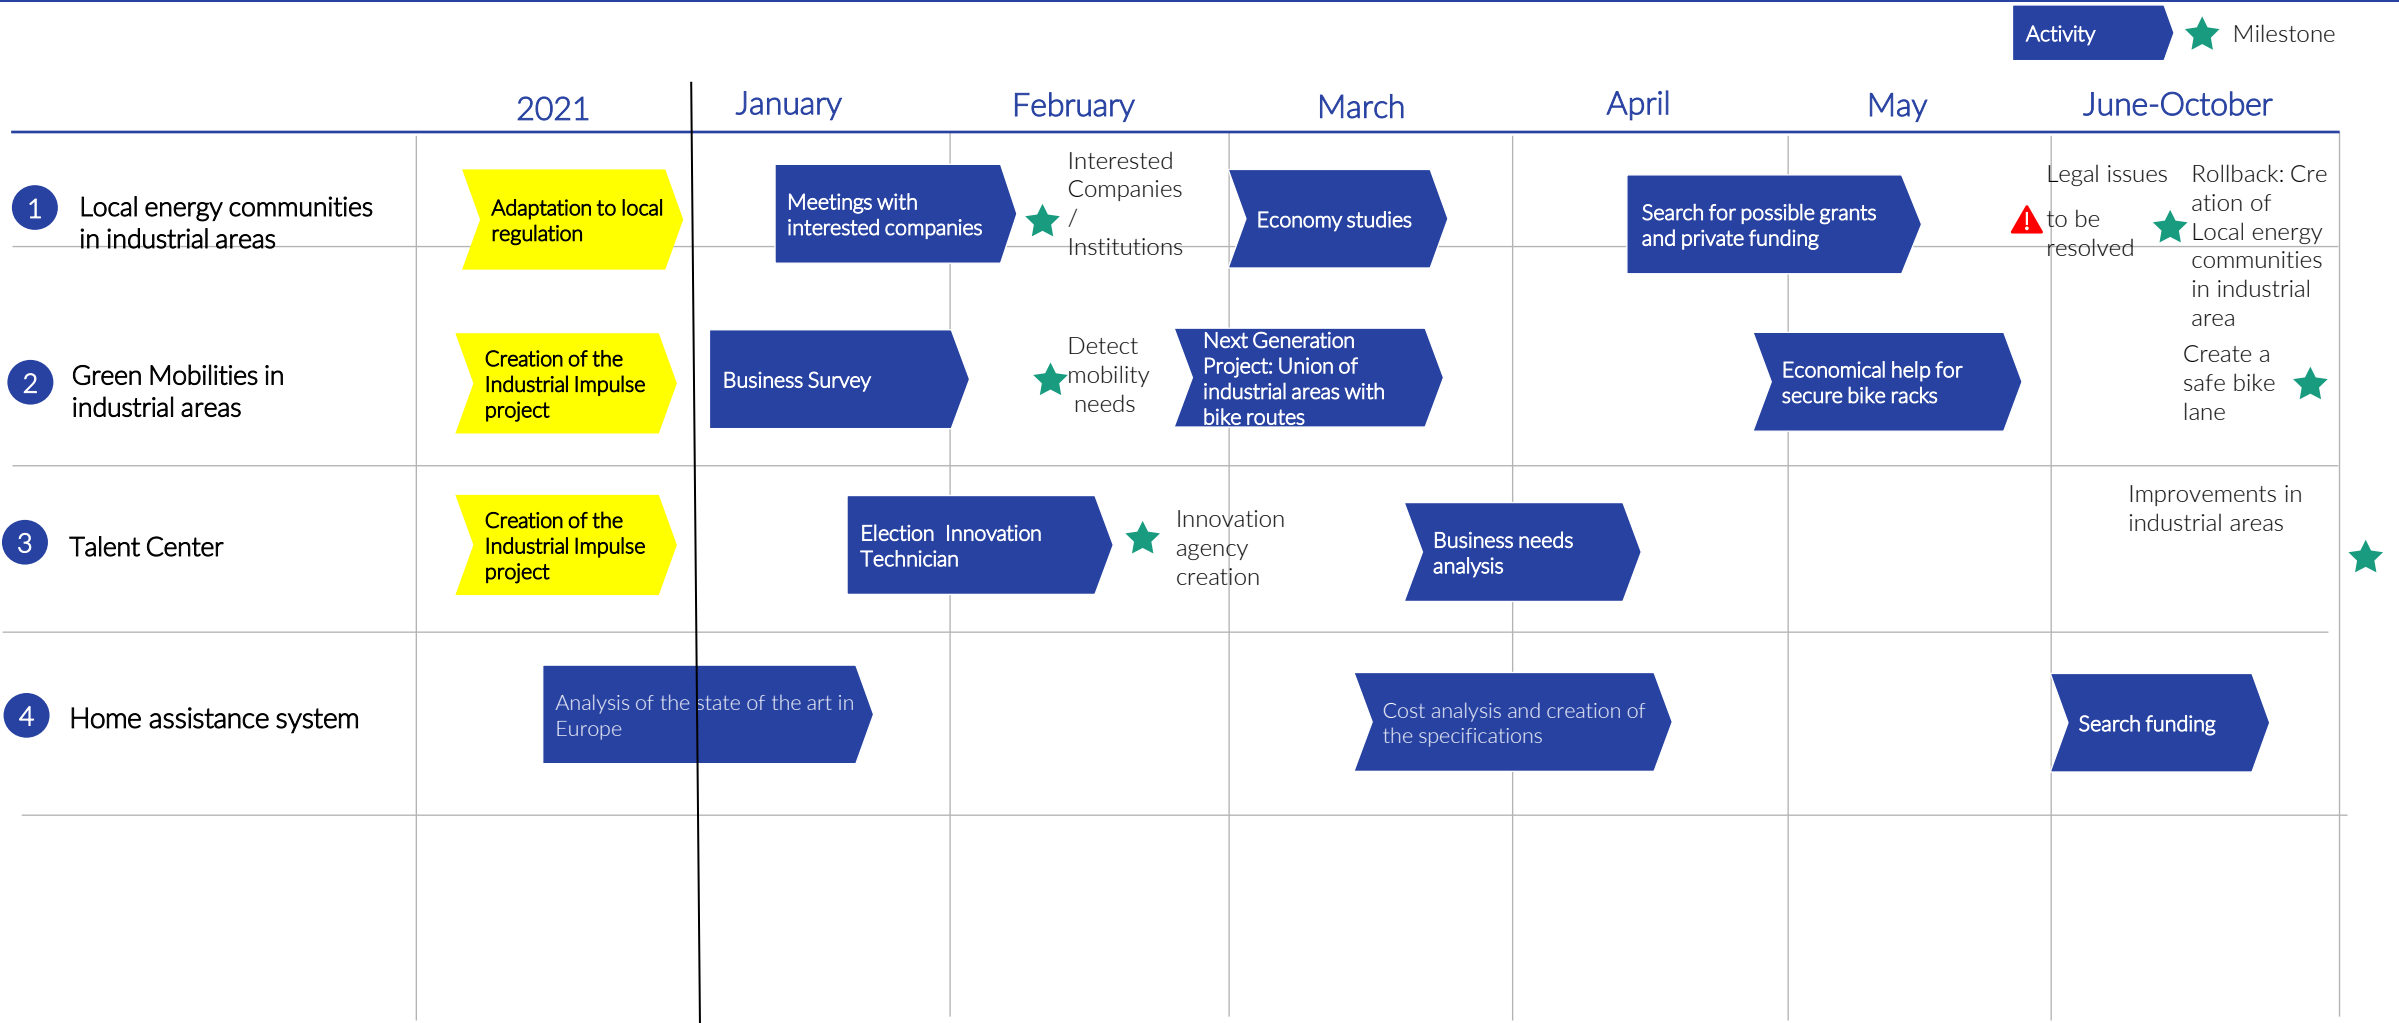 Activity
Milestone
2021
January
February
March
April
May
June-October
1
Local energy communities
in industrial areas
Adaptation to local
regulation
Meetings with
interested companies
Interested
Companies
/
Institutions
Economy studies
Search for possible grants
and private funding
Legal issues
to be
resolved
Rollback: Cre
ation of
Local energy
communities
in industrial
area
2
Green Mobilities in
industrial areas
Creation of the
Industrial Impulse
project
Business Survey
Detect
mobility
needs
Next Generation
Project: Union of
industrial areas with
bike routes
Economical help for
secure bike racks
Create a
safe bike
lane
3
Talent Center
Creation of the
Industrial Impulse
project
Election  Innovation
Technician
Innovation
agency
creation
Business needs
analysis
Improvements in
industrial areas
4
Home assistance system
Analysis of the state of the art in
Europe
Cost analysis and creation of
the specifications
Search funding